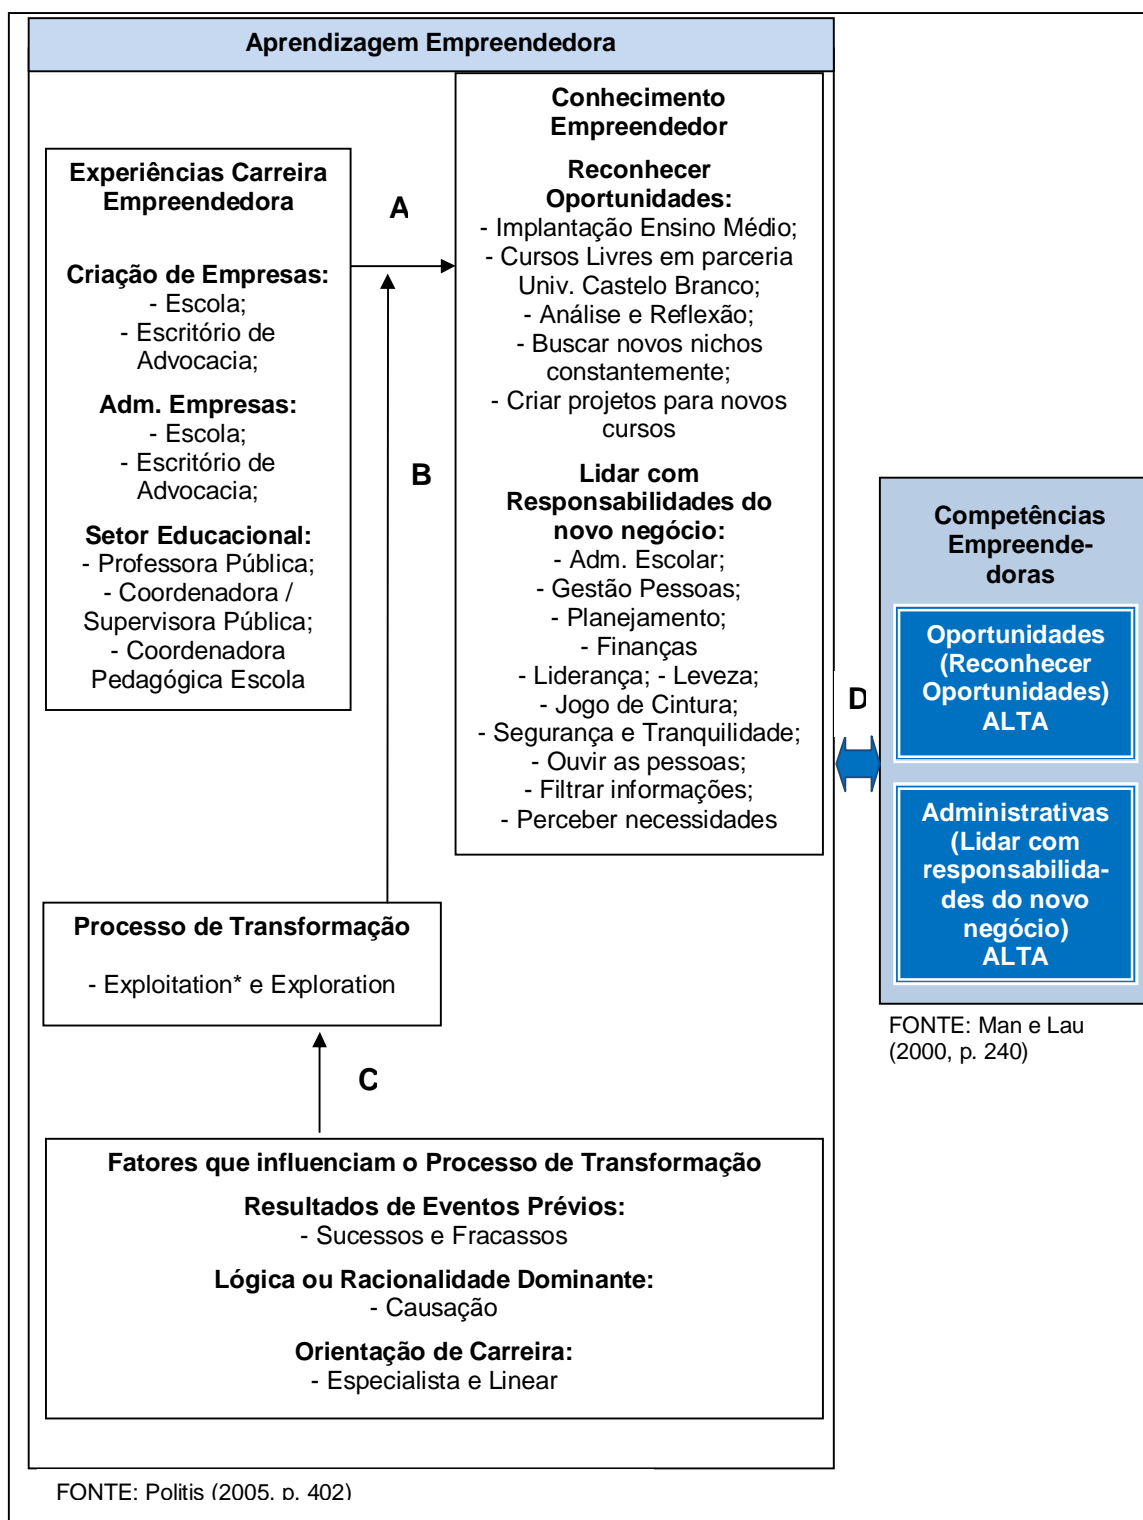 Aprendizagem Empreendedora
Experiências Carreira
Empreendedora
Criação de Empresas:
- Escola;
- Escritório de
Advocacia;
Adm. Empresas:
- Escola;
- Escritório de
Advocacia;
Setor Educacional:
- Professora Pública;
- Coordenadora /
Supervisora Pública;
- Coordenadora
Pedagógica Escola
A
B
Conhecimento
Empreendedor
Reconhecer
Oportunidades:
- Implantação Ensino Médio;
- Cursos Livres em parceria
Univ. Castelo Branco;
- Análise e Reflexão;
- Buscar novos nichos
constantemente;
- Criar projetos para novos
cursos
Lidar com
Responsabilidades do
novo negócio:
- Adm. Escolar;
- Gestão Pessoas;
- Planejamento;
- Finanças
- Liderança; - Leveza;
- Jogo de Cintura;
- Segurança e Tranquilidade;
- Ouvir as pessoas;
- Filtrar informações;
- Perceber necessidades
D
Competências
Empreende-
doras
Oportunidades
(Reconhecer
Oportunidades)
ALTA
Administrativas
(Lidar com
responsabilida-
des do novo
negócio)
ALTA
FONTE: Man e Lau
(2000, p. 240)
Processo de Transformação
- Exploitation* e Exploration
C
Fatores que influenciam o Processo de Transformação
Resultados de Eventos Prévios:
- Sucessos e Fracassos
Lógica ou Racionalidade Dominante:
- Causação
Orientação de Carreira:
- Especialista e Linear
FONTE: Politis (2005, p. 402)